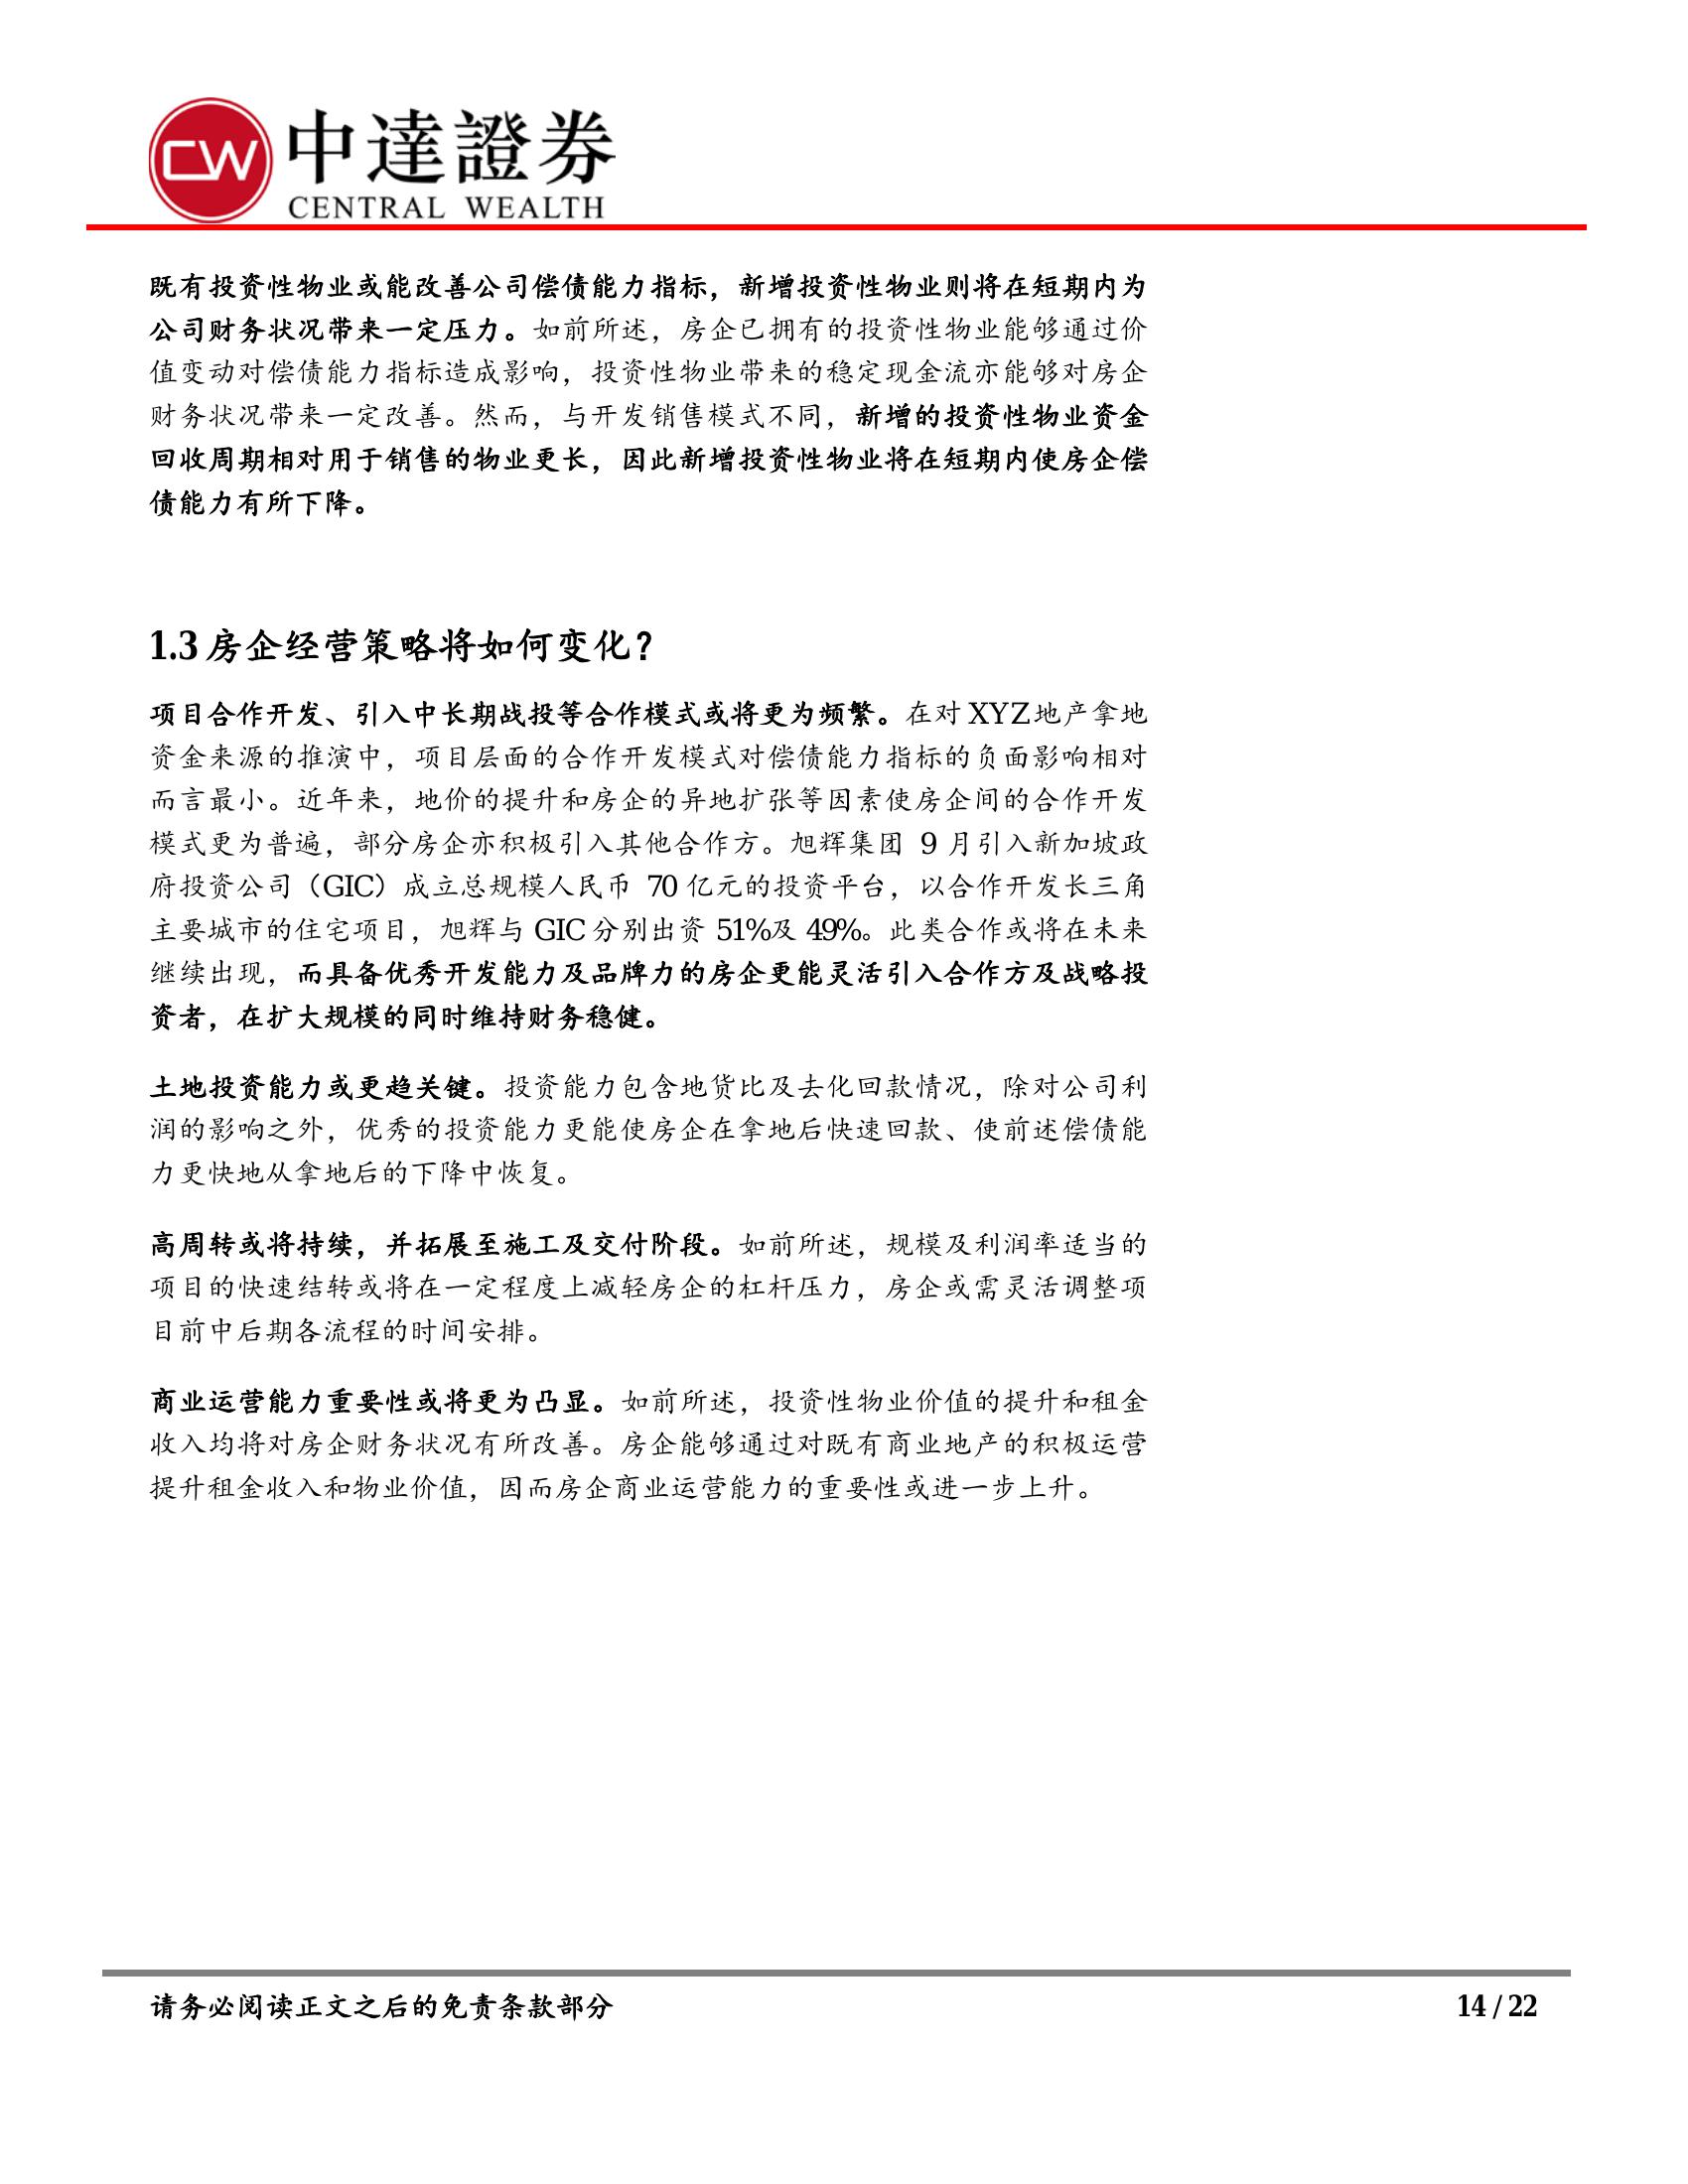 CW 中達證券
CENTRAL WEALTH
既有投资性物业或能改善公司偿债能力指标，新增投资性物业则将在短期内为
公司财务状况带来一定压力。如前所述，房企已拥有的投资性物业能够通过价
值变动对偿债能力指标造成影响，投资性物业带来的稳定现金流亦能够对房企
财务状况带来一定改善。然而，与开发销售模式不同，新增的投资性物业资金
回收周期相对用于销售的物业更长，因此新增投资性物业将在短期内使房企偿
债能力有所下降。
1.3 房企经营策略将如何变化？
项目合作开发、引入中长期战投等合作模式或将更为频繁。在对 XYZ 地产拿地
资金来源的推演中，项目层面的合作开发模式对偿债能力指标的负面影响相对
而言最小。近年来，地价的提升和房企的异地扩张等因素使房企间的合作开发
模式更为普遍，部分房企亦积极引入其他合作方。旭辉集团 9 月引入新加坡政
府投资公司（GIC）成立总规模人民币 70 亿元的投资平台，以合作开发长三角
主要城市的住宅项目，旭辉与 GIC 分别出资 51%及 49%。此类合作或将在未来
继续出现，而具备优秀开发能力及品牌力的房企更能灵活引入合作方及战略投
资者，在扩大规模的同时维持财务稳健。
土地投资能力或更趋关键。投资能力包含地货比及去化回款情况，除对公司利
润的影响之外，优秀的投资能力更能使房企在拿地后快速回款、使前述偿债能
力更快地从拿地后的下降中恢复。
高周转或将持续，并拓展至施工及交付阶段。如前所述，规模及利润率适当的
项目的快速结转或将在一定程度上减轻房企的杠杆压力，房企或需灵活调整项
目前中后期各流程的时间安排。
商业运营能力重要性或将更为凸显。如前所述，投资性物业价值的提升和租金
收入均将对房企财务状况有所改善。房企能够通过对既有商业地产的积极运营
提升租金收入和物业价值，因而房企商业运营能力的重要性或进一步上升。
请务必阅读正文之后的免责条款部分
14 / 22